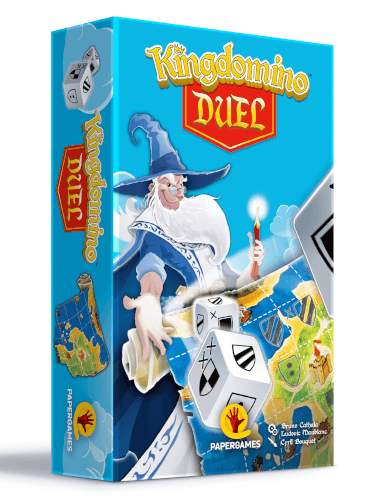 Kingdomino
DUEL
Kingdomino
DUEL
PAPERGAMES
PAPERGAMES
Bruno Cathala
Ludovic Maublanc
Cyril Bouquet